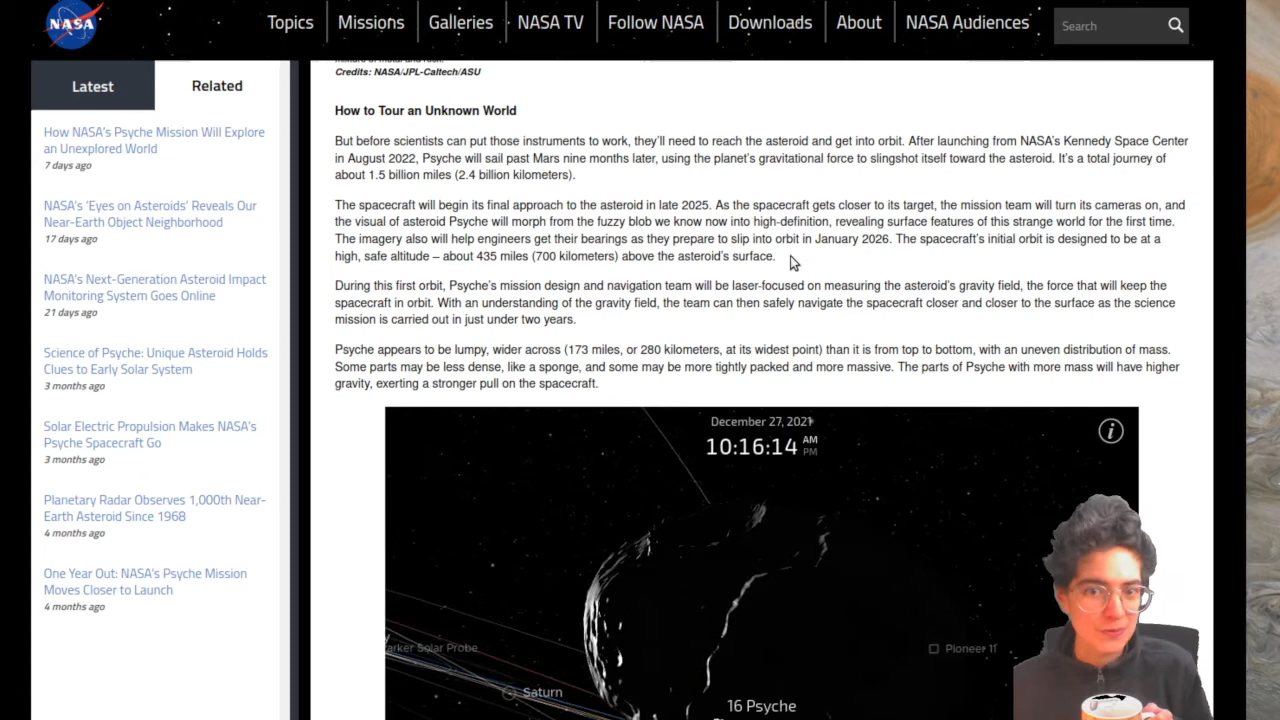 NASA
Topics
Missions
Galleries
NASA TV
Follow NASA
Downloads
About
NASA Audiences
Search
Latest
Related
How NASA's Psyche Mission Will Explore
an Unexplored World
7 days ago
NASA's 'Eyes on Asteroids' Reveals Our
Near-Earth Object Neighborhood
17 days ago
NASA's Next-Generation Asteroid Impact
Monitoring System Goes Online
21 days ago
Science of Psyche: Unique Asteroid Holds
Clues to Early Solar System
3 months ago
Solar Electric Propulsion Makes NASA's
Psyche Spacecraft Go
3 months ago
Planetary Radar Observes 1,000th Near-
Earth Asteroid Since 1968
4 months ago
One Year Out: NASA's Psyche Mission
Moves Closer to Launch
4 months ago
Credits: NASA/JPL-Caltech/ASU
How to Tour an Unknown World
But before scientists can put those instruments to work, they'll need to reach the asteroid and get into orbit. After launching from NASA's Kennedy Space Center
in August 2022, Psyche will sail past Mars nine months later, using the planet's gravitational force to slingshot itself toward the asteroid. It's a total journey of
about 1.5 billion miles (2.4 billion kilometers).
The spacecraft will begin its final approach to the asteroid in late 2025. As the spacecraft gets closer to its target, the mission team will turn its cameras on, and
the visual of asteroid Psyche will morph from the fuzzy blob we know now into high-definition, revealing surface features of this strange world for the first time.
The imagery also will help engineers get their bearings as they prepare to slip into orbit in January 2026. The spacecraft's initial orbit is designed to be at a
high, safe altitude – about 435 miles (700 kilometers) above the asteroid's surface.
During this first orbit, Psyche's mission design and navigation team will be laser-focused on measuring the asteroid's gravity field, the force that will keep the
spacecraft in orbit. With an understanding of the gravity field, the team can then safely navigate the spacecraft closer and closer to the surface as the science
mission is carried out in just under two years.
Psyche appears to be lumpy, wider across (173 miles, or 280 kilometers, at its widest point) than it is from top to bottom, with an uneven distribution of mass.
Some parts may be less dense, like a sponge, and some may be more tightly packed and more massive. The parts of Psyche with more mass will have higher
gravity, exerting a stronger pull on the spacecraft.
December 27, 2021
10:16:14 AM
PM
i
arker Solar Probe
Pioneer 11
Saturn
16 Psyche